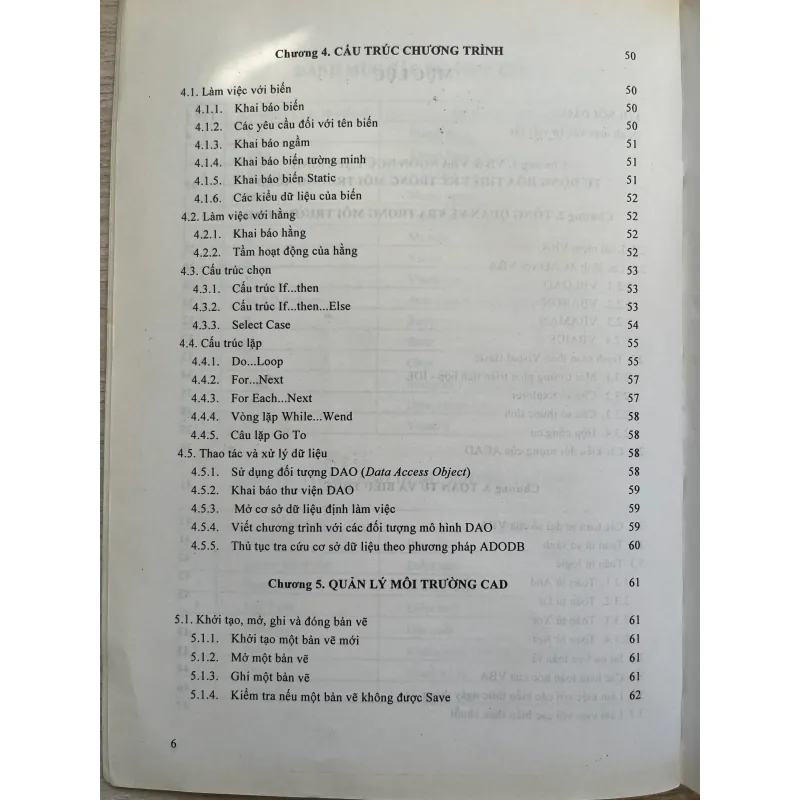 Chương 4. CẤU TRÚC CHƯƠNG TRÌNH 50
4.1. Làm việc với biến 50
4.1.1. Khai báo biến 50
4.1.2. Các yêu cầu đối với tên biến 50
4.1.3. Khai báo ngầm 51
4.1.4. Khai báo biến tường minh 51
4.1.5. Khai báo biến Static 51
4.1.6. Các kiểu dữ liệu của biến 52
4.2. Làm việc với hằng 52
4.2.1. Khai báo hằng 52
4.2.2. Tầm hoạt động của hằng 52
4.3. Cấu trúc chọn 53
4.3.1. Cấu trúc If...then 53
4.3.2. Cấu trúc If...then...Else 53
4.3.3. Select Case 54
4.4. Cấu trúc lặp 55
4.4.1. Do...Loop 55
4.4.2. For...Next 57
4.4.3. For Each...Next 57
4.4.4. Vòng lặp While...Wend 58
4.4.5. Câu lặp Go To 58
4.5. Thao tác và xử lý dữ liệu 58
4.5.1. Sử dụng đối tượng DAO (Data Access Object) 58
4.5.2. Khai báo thư viện DAO 59
4.5.3. Mở cơ sở dữ liệu định làm việc 59
4.5.4. Viết chương trình với các đối tượng mô hình DAO 59
4.5.5. Thủ tục tra cứu cơ sở dữ liệu theo phương pháp ADODB 60
Chương 5. QUẢN LÝ MÔI TRƯỜNG CAD 61
5.1. Khởi tạo, mở, ghi và đóng bản vẽ 61
5.1.1. Khởi tạo một bản vẽ mới 61
5.1.2. Mở một bản vẽ 61
5.1.3. Ghi một bản vẽ 61
5.1.4. Kiểm tra nếu một bản vẽ không được Save 62
6